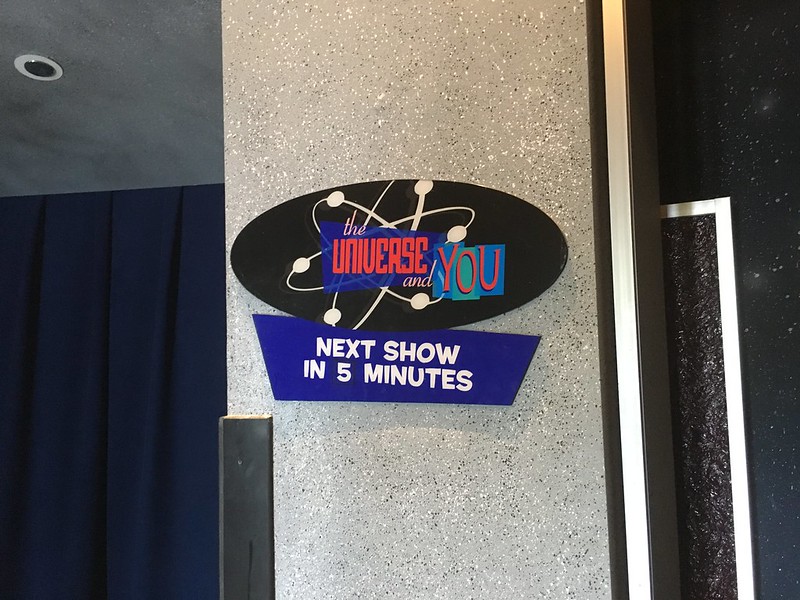 the
UNIVERSE
and YOU
NEXT SHOW
IN 5 MINUTES